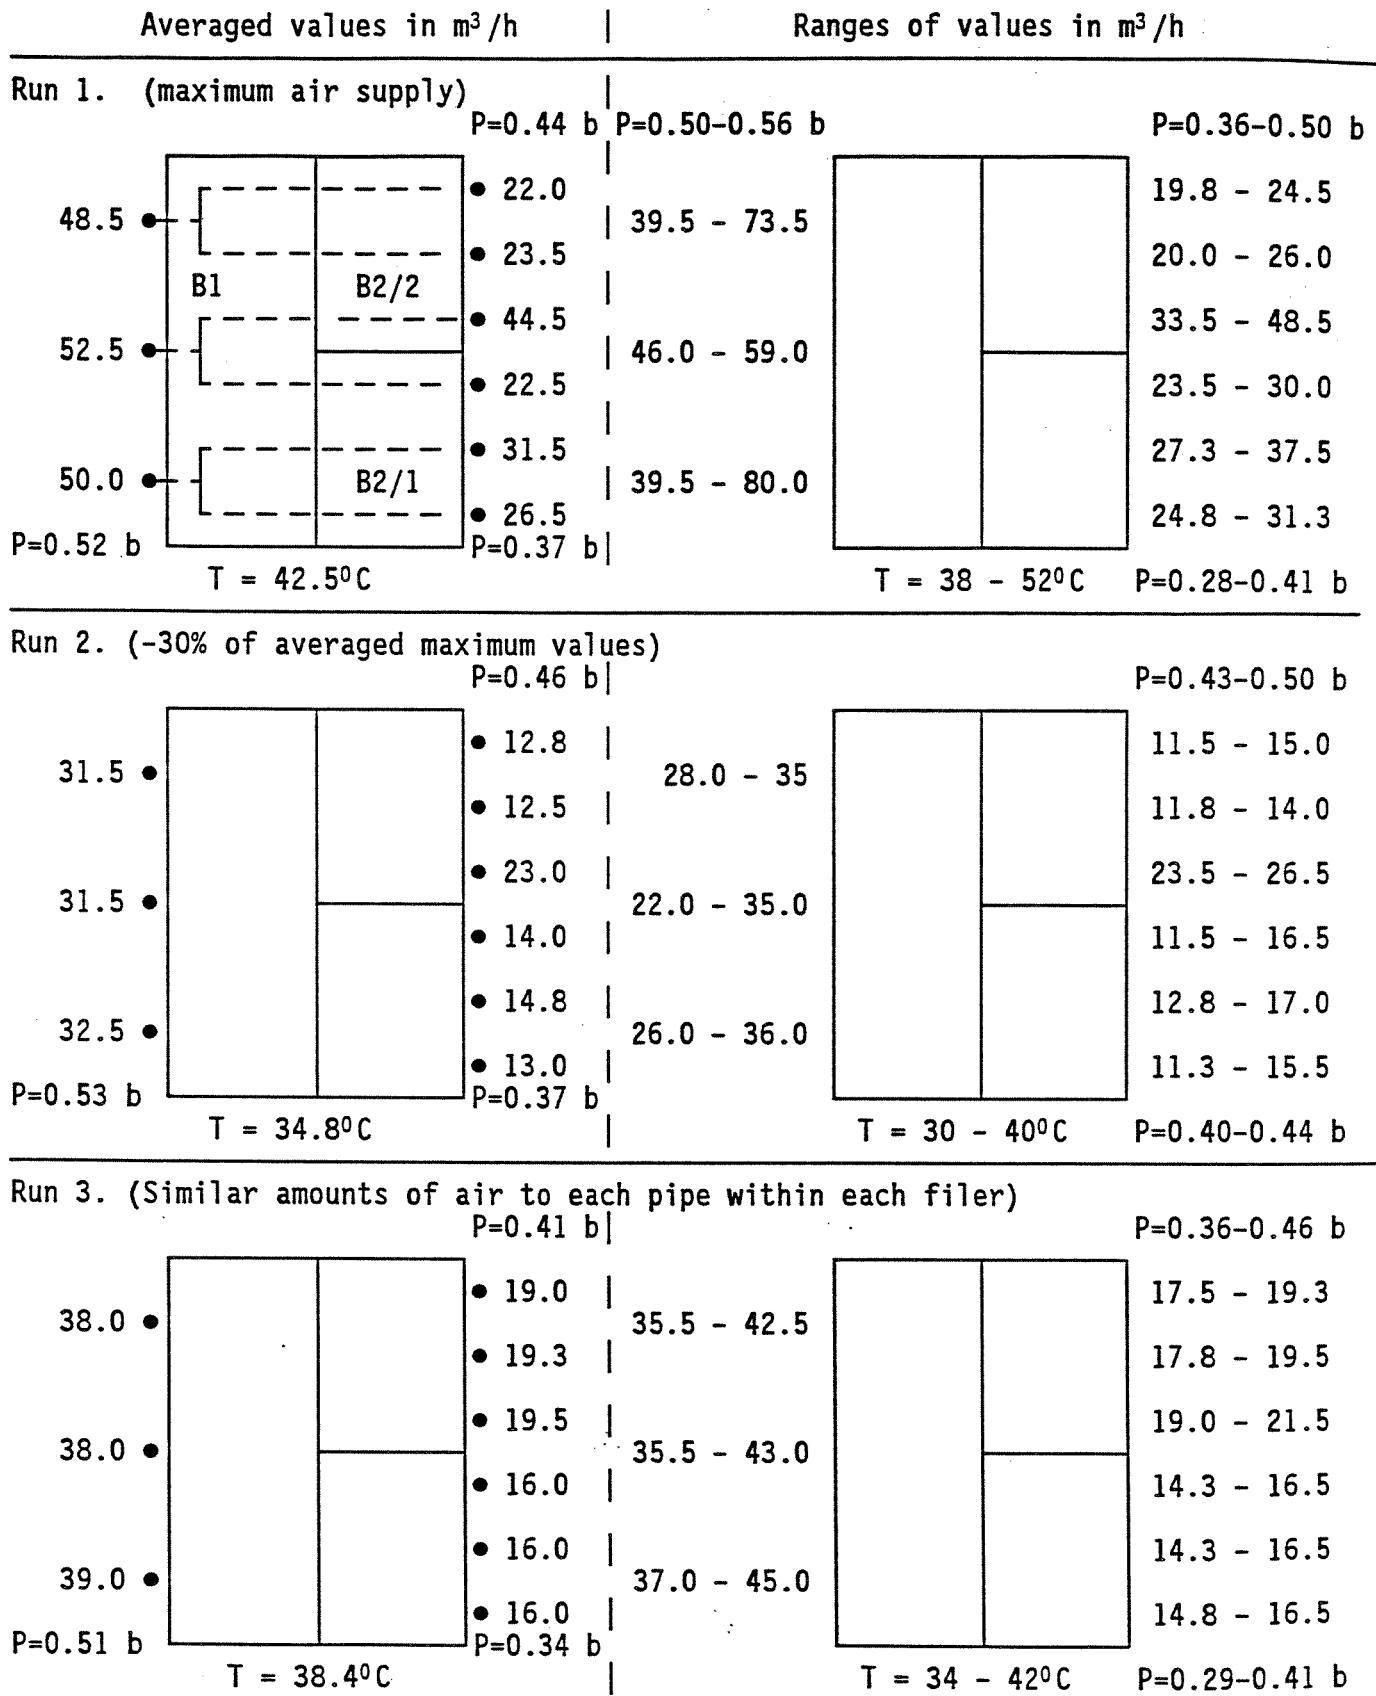 Averaged values in m³/h | Ranges of values in m³/h
Run 1. (maximum air supply)
P=0.44 b P=0.50-0.56 b P=0.36-0.50 b
22.0 19.8 - 24.5
48.5 39.5 - 73.5
23.5 20.0 - 26.0
B1 B2/2
44.5 33.5 - 48.5
52.5 46.0 - 59.0
22.5 23.5 - 30.0
31.5 27.3 - 37.5
50.0 B2/1 39.5 - 80.0
26.5 24.8 - 31.3
P=0.52 b P=0.37 b
T = 42.5⁰C T = 38 - 52⁰C P=0.28-0.41 b
Run 2. (-30% of averaged maximum values)
P=0.46 b P=0.43-0.50 b
12.8 11.5 - 15.0
31.5 28.0 - 35
12.5 11.8 - 14.0
23.0 23.5 - 26.5
31.5 22.0 - 35.0
14.0 11.5 - 16.5
14.8 12.8 - 17.0
32.5 26.0 - 36.0
13.0 11.3 - 15.5
P=0.53 b P=0.37 b
T = 34.8⁰C T = 30 - 40⁰C P=0.40-0.44 b
Run 3. (Similar amounts of air to each pipe within each filer)
P=0.41 b P=0.36-0.46 b
19.0 17.5 - 19.3
38.0 35.5 - 42.5
19.3 17.8 - 19.5
19.5 19.0 - 21.5
38.0 35.5 - 43.0
16.0 14.3 - 16.5
16.0 14.3 - 16.5
39.0 37.0 - 45.0
16.0 14.8 - 16.5
P=0.51 b P=0.34 b
T = 38.4⁰C T = 34 - 42⁰C P=0.29-0.41 b